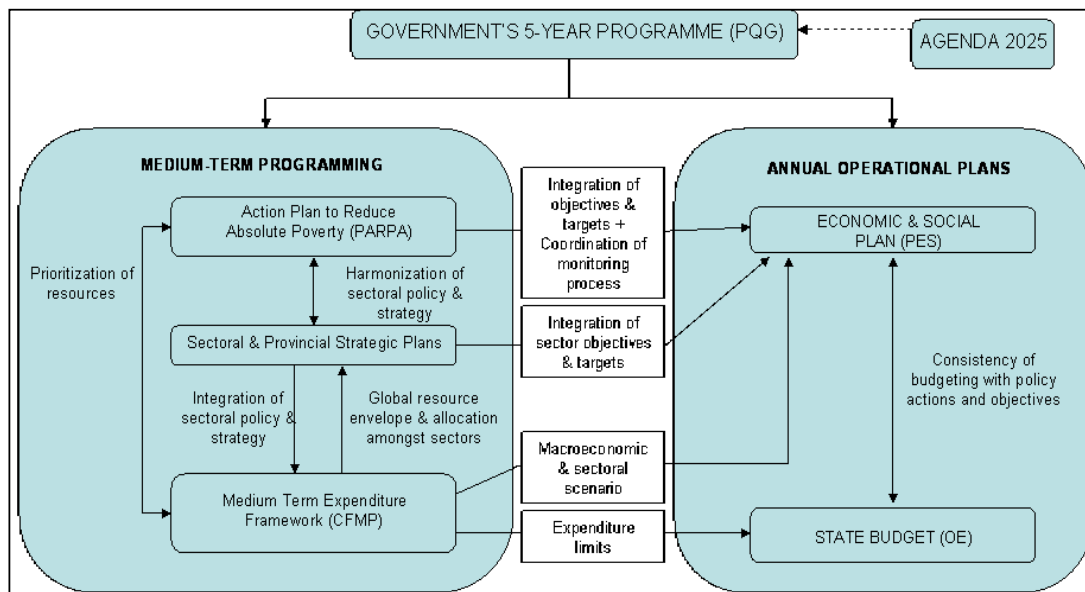 GOVERNMENT'S 5-YEAR PROGRAMME (PQG)
AGENDA 2025
MEDIUM-TERM PROGRAMMING
Action Plan to Reduce
Absolute Poverty (PARPA)
Prioritization of
resources
Harmonization of
sectoral policy &
strategy
Sectoral & Provincial Strategic Plans
Integration of
sectoral policy &
strategy
Global resource
envelope & allocation
amongst sectors
Medium Term Expenditure
Framework (CFMP)
Integration of
objectives &
targets +
Coordination of
monitoring
process
Integration of
sector objectives
& targets
Macroeconomic
& sectoral
scenario
Expenditure
limits
ANNUAL OPERATIONAL PLANS
ECONOMIC & SOCIAL
PLAN (PES)
Consistency of
budgeting with policy
actions and objectives
STATE BUDGET (OE)